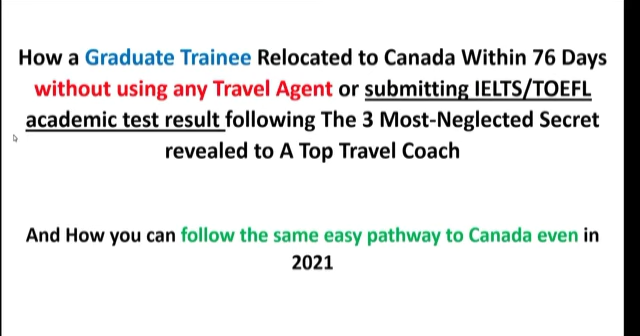 How a Graduate Trainee Relocated to Canada Within 76 Days
without using any Travel Agent or submitting IELTS/TOEFL
academic test result following The 3 Most-Neglected Secret
revealed to A Top Travel Coach
And How you can follow the same easy pathway to Canada even in
2021